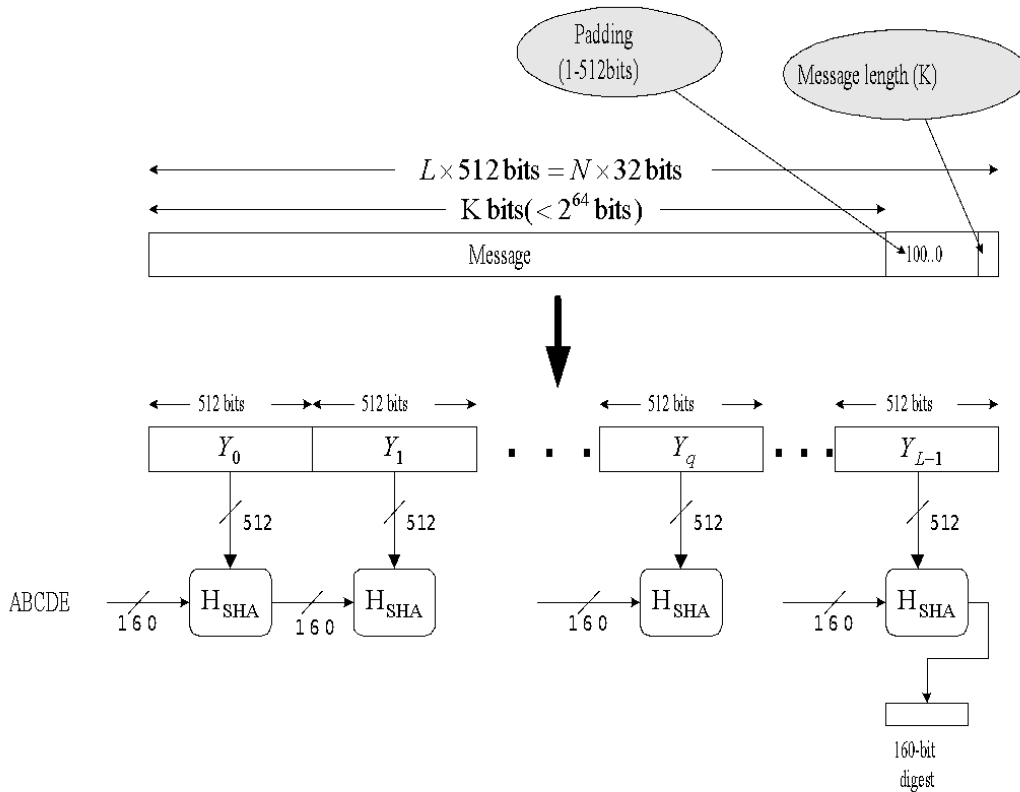 Padding
(1-512bits)
Message length (K)
L × 512 bits = N × 32 bits
K bits(< 2^64 bits)
Message
100..0
512 bits
512 bits
512 bits
512 bits
Y_0
Y_1
. . .
Y_q
. . .
Y_{L-1}
512
512
512
512
ABCDE
H_SHA
H_SHA
H_SHA
H_SHA
160
160
160
160
160-bit
digest